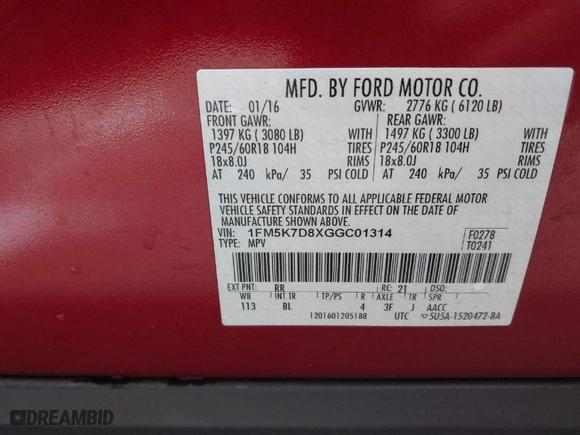 MFD. BY FORD MOTOR CO.
DATE: 01/16 GVWR: 2776 KG ( 6120 LB)
FRONT GAWR: REAR GAWR:
1397 KG ( 3080 LB) WITH 1497 KG ( 3300 LB) WITH
P245/60R18 104H TIRES P245/60R18 104H TIRES
18x8.0J RIMS 18x8.0J RIMS
AT 240 kPa/ 35 PSI COLD AT 240 kPa/ 35 PSI COLD
THIS VEHICLE CONFORMS TO ALL APPLICABLE FEDERAL MOTOR
VEHICLE SAFETY STANDARDS IN EFFECT ON THE DATE OF
MANUFACTURE SHOWN ABOVE.
VIN: 1FM5K7D8XGGC01314 F0278
TYPE: MPV T0241
EXT PNT: RR RC: 21 DSO:
WB INT TR TP/PS R AXLE TR SPR
113 BL 4 3F J AACC
1201601205188 UTC ▽5U5A-1520472-BA
DREAMBID